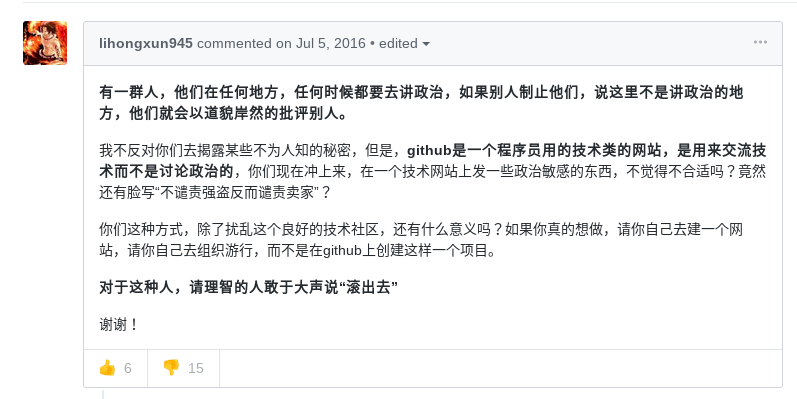 lihongxun945 commented on Jul 5, 2016 • edited
有一群人，他们在任何地方，任何时候都要去讲政治，如果别人制止他们，说这里不是讲政治的地
方，他们就会以道貌岸然的批评别人。
我不反对你们去揭露某些不为人知的秘密，但是，github是一个程序员用的技术类的网站，是用来交流技
术而不是讨论政治的，你们现在冲上来，在一个技术网站上发一些政治敏感的东西，不觉得不合适吗？竟然
还有脸写“不谴责强盗反而谴责卖家”？
你们这种方式，除了扰乱这个良好的技术社区，还有什么意义吗？如果你真的想做，请你自己去建一个网
站，请你自己去组织游行，而不是在github上创建这样一个项目。
对于这种人，请理智的人敢于大声说“滚出去”
谢谢！
👍 6 👎 15